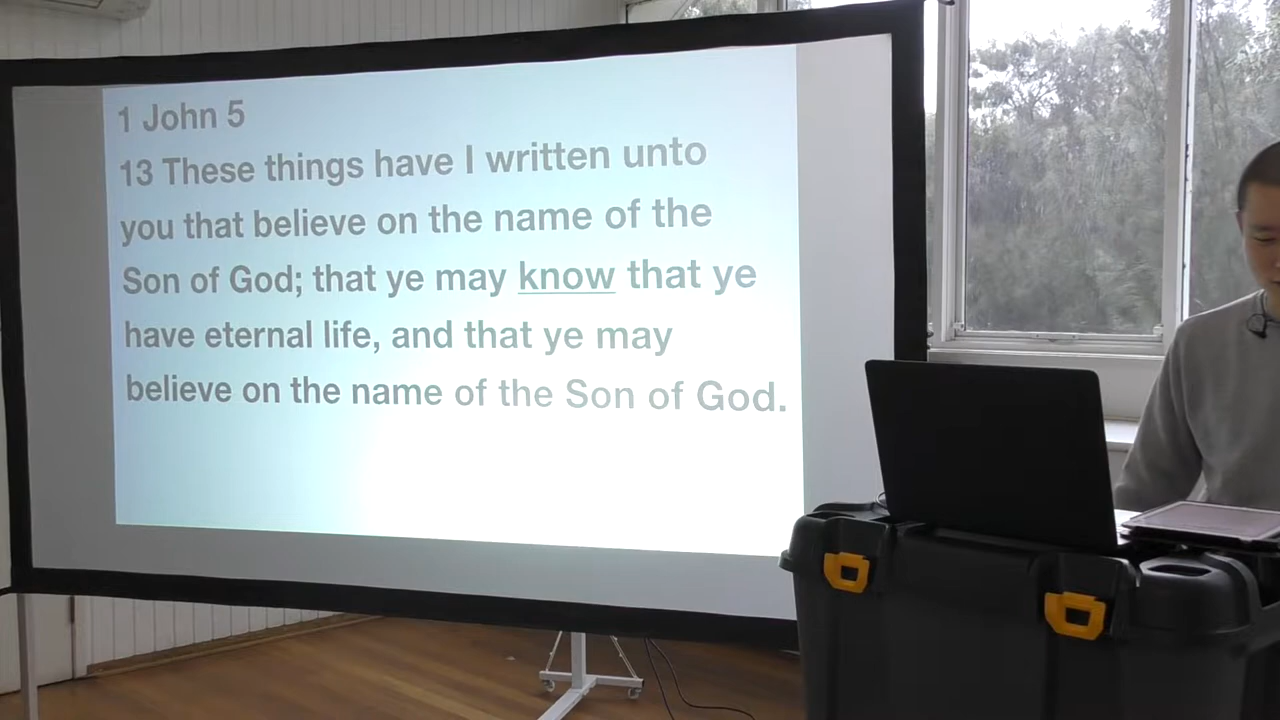 1 John 5
13 These things have I written unto
you that believe on the name of the
Son of God; that ye may know that ye
have eternal life, and that ye may
believe on the name of the Son of God.